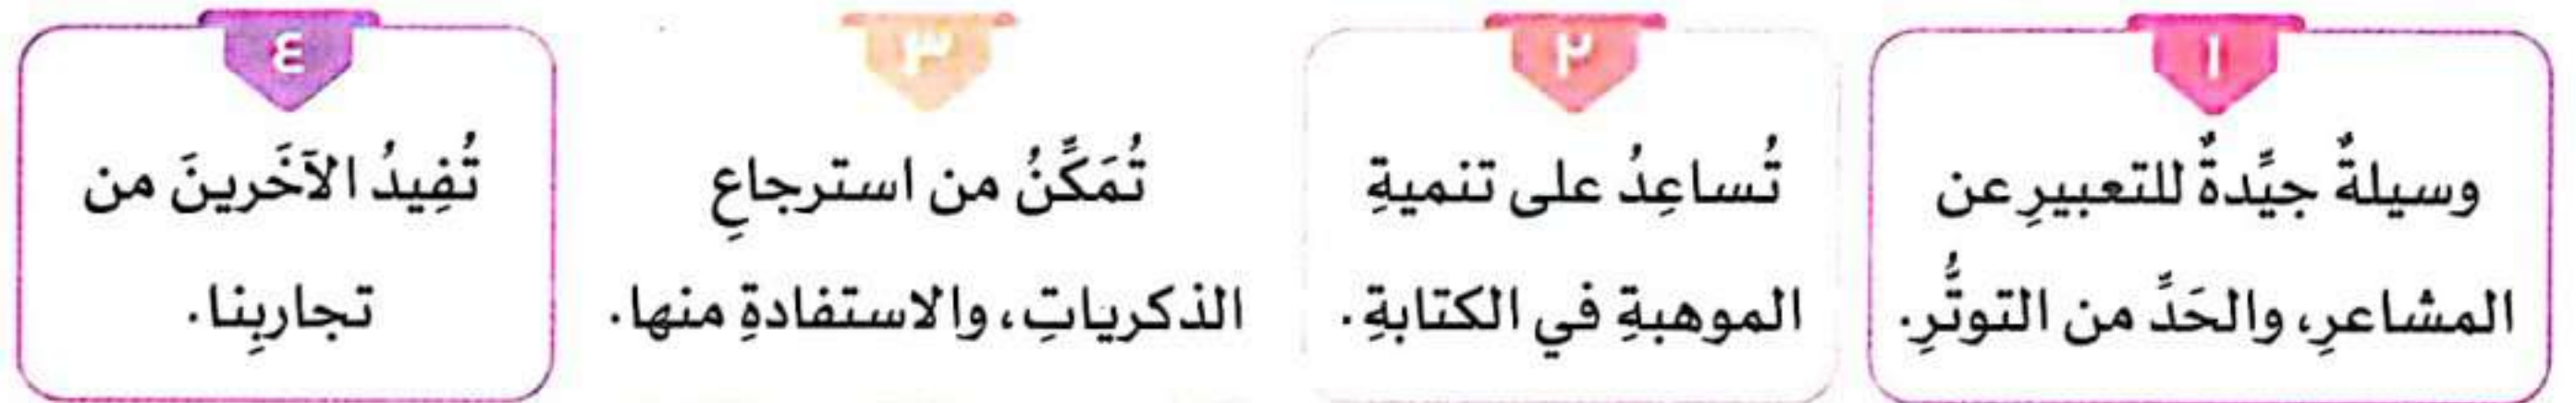 ١
وسيلةٌ جيِّدةٌ للتعبيرِ عن
المشاعرِ، والحَدِّ من التوتُّرِ.
٢
تُساعِدُ على تنميةِ
الموهبةِ في الكتابةِ.
٣
تُمَكِّنُ من استرجاعِ
الذكرياتِ، والاستفادةِ منها.
٤
تُفِيدُ الآخَرينَ من
تجاربِنا.